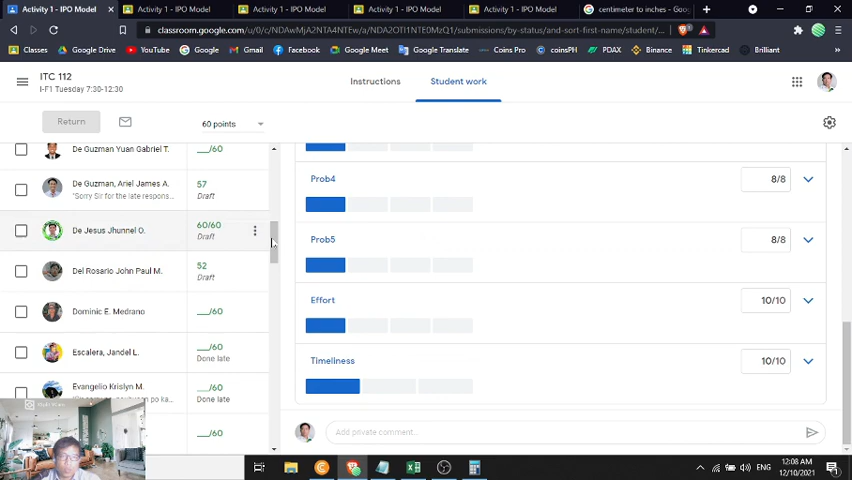 Activity 1 - IPO Model
Activity 1 - IPO Model
Activity 1 - IPO Model
Activity 1 - IPO Model
Activity 1 - IPO Model
centimeter to inches - Goo
classroom.google.com/u/0/c/NDAwMjA2NTA4NTEw/a/NDA2OTI1NTE0MzQ1/submissions/by-status/and-sort-first-name/student/...
Classes
Google Drive
YouTube
Google
Gmail
Facebook
Google Meet
Google Translate
Coins Pro
coinsPH
PDAX
Binance
Tinkercad
Brilliant
ITC 112
I-F1 Tuesday 7:30-12:30
Instructions
Student work
Return
60 points
De Guzman Yuan Gabriel T.
___/60
De Guzman, Ariel James A.
"Sorry Sir for the late respons...
57
Draft
De Jesus Jhunnel O.
60/60
Draft
Del Rosario John Paul M.
52
Draft
Dominic E. Medrano
___/60
Escalera, Jandel L.
___/60
Done late
Evangelio Krislyn M.
___/60
Done late
___/60
Prob4
8/8
Prob5
8/8
Effort
10/10
Timeliness
10/10
Add private comment...
ENG
12:08 AM
12/10/2021